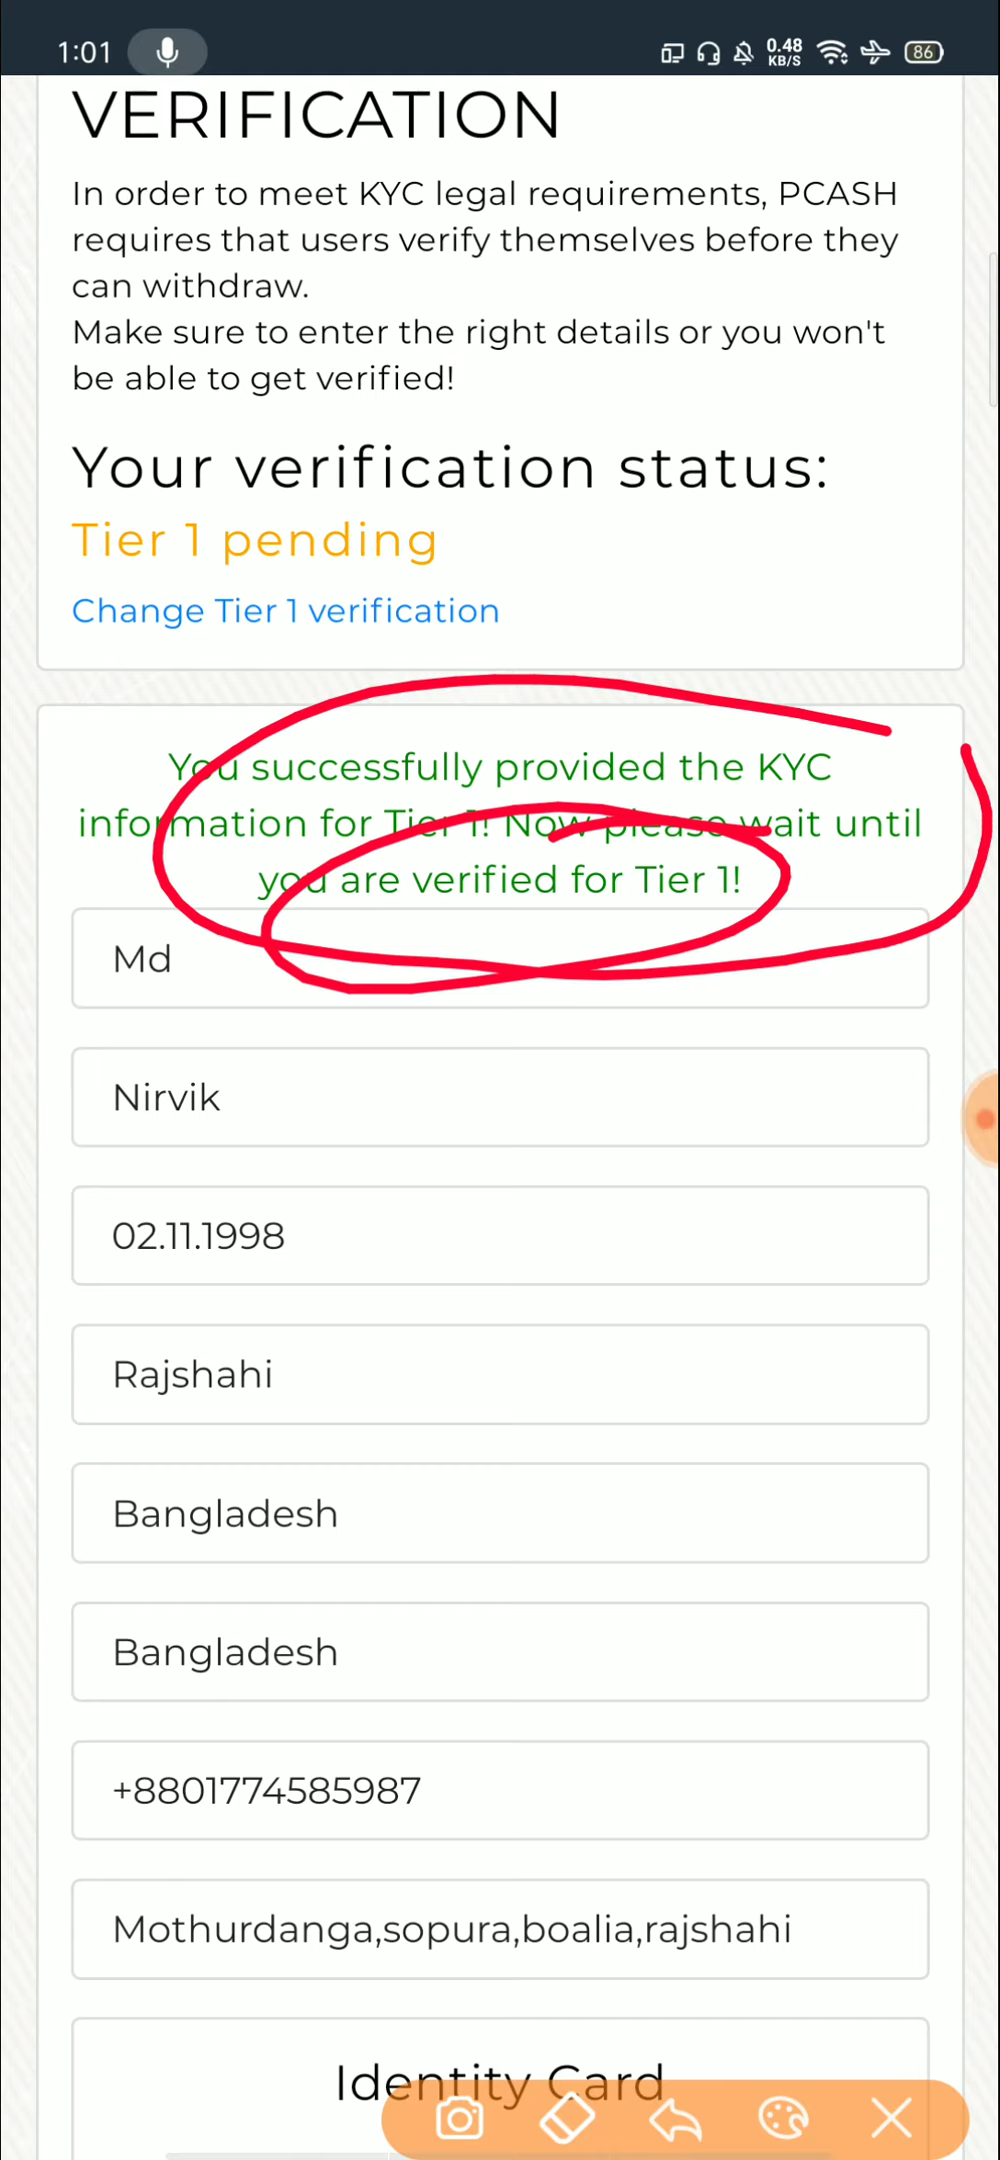 1:01
0.48
KB/S
86
VERIFICATION
In order to meet KYC legal requirements, PCASH
requires that users verify themselves before they
can withdraw.
Make sure to enter the right details or you won't
be able to get verified!
Your verification status:
Tier 1 pending
Change Tier 1 verification
You successfully provided the KYC
information for Tier 1! Now please wait until
you are verified for Tier 1!
Md
Nirvik
02.11.1998
Rajshahi
Bangladesh
Bangladesh
+8801774585987
Mothurdanga,sopura,boalia,rajshahi
Identity Card